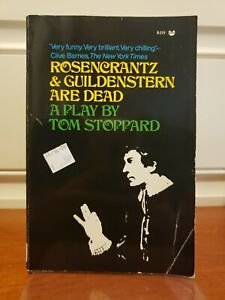 "Very funny. Very brilliant. Very chilling."-
Clive Barnes, The New York Times
ROSENCRANTZ
& GUILDENSTERN
ARE DEAD
A PLAY BY
TOM STOPPARD